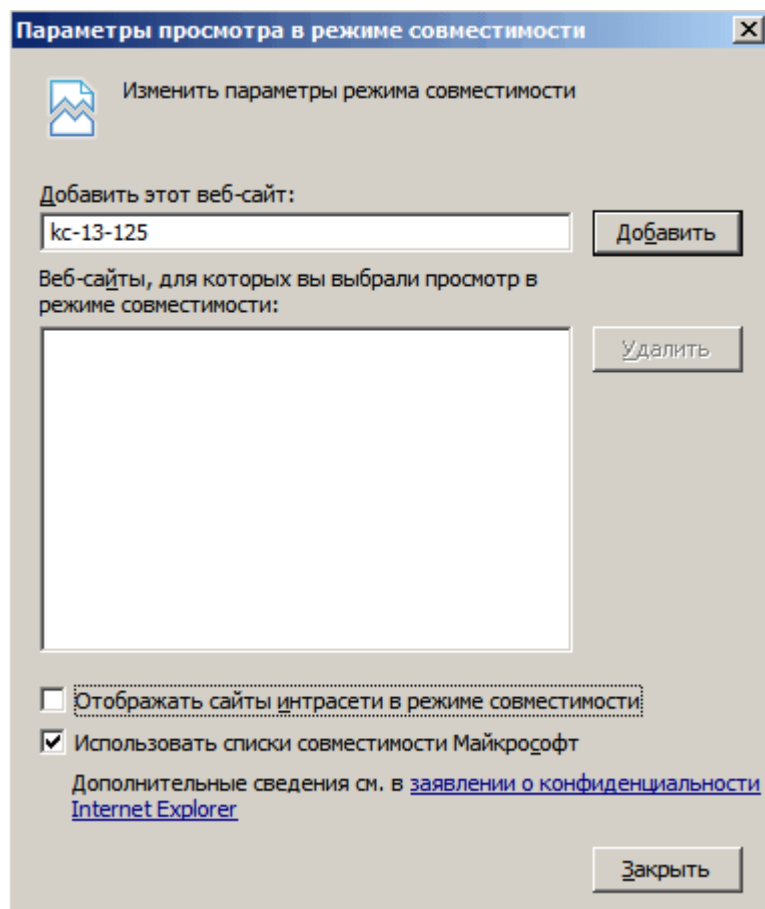 Параметры просмотра в режиме совместимости
Изменить параметры режима совместимости
Добавить этот веб-сайт:
kc-13-125
Добавить
Веб-сайты, для которых вы выбрали просмотр в
режиме совместимости:
Удалить
Отображать сайты интрасети в режиме совместимости
Использовать списки совместимости Майкрософт
Дополнительные сведения см. в заявлении о конфиденциальности
Internet Explorer
Закрыть